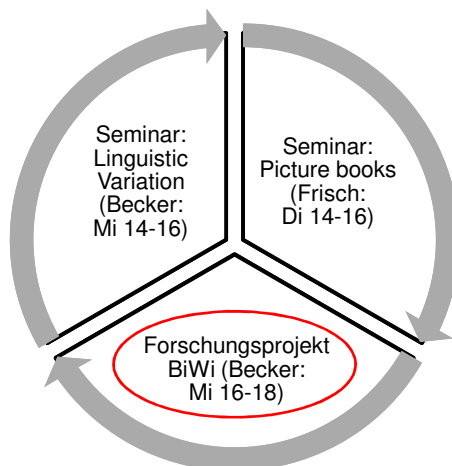 Seminar:
Linguistic
Variation
(Becker:
Mi 14-16)
Seminar:
Picture books
(Frisch:
Di 14-16)
Forschungsprojekt
BiWi (Becker:
Mi 16-18)